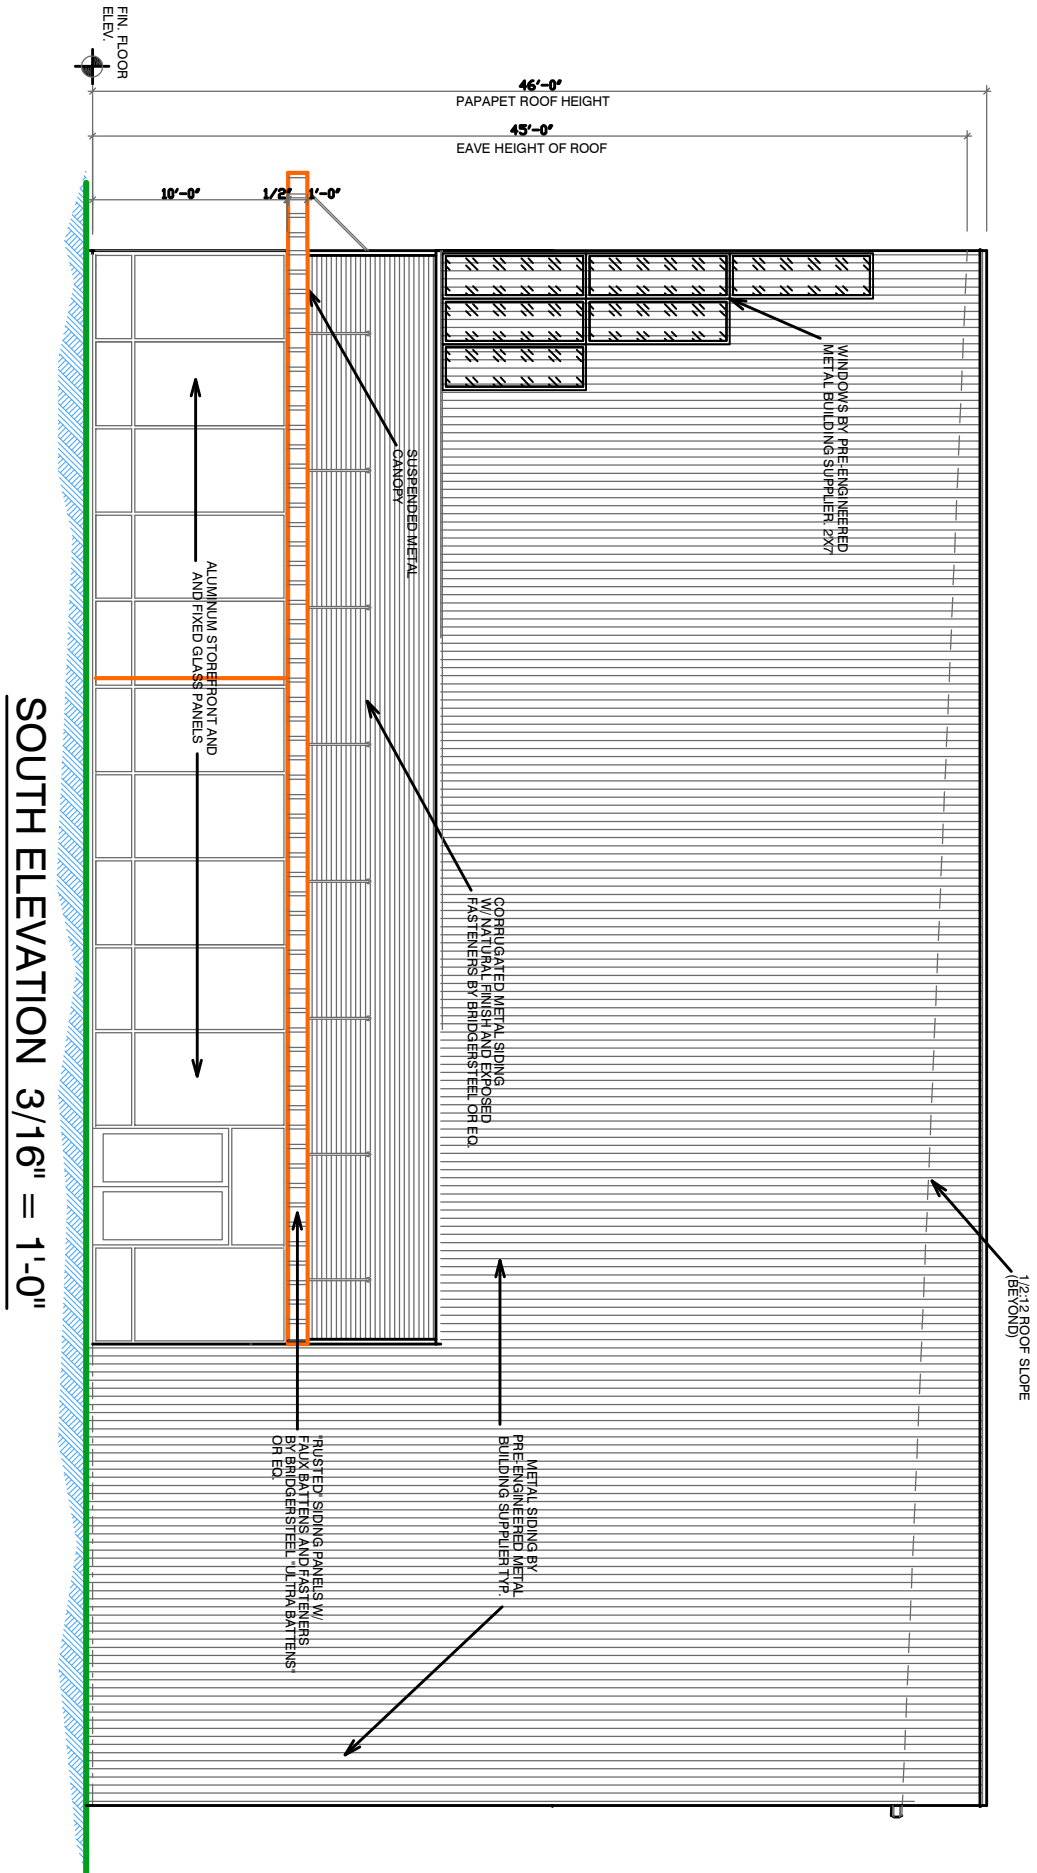 FIN. FLOOR
ELEV.
46'-0"
PAPAPET ROOF HEIGHT
45'-0"
EAVE HEIGHT OF ROOF
10'-0"
1/2"
1'-0"
WINDOWS BY PRE-ENGINEERED
METAL BUILDING SUPPLIER. 2X7
SUSPENDED METAL
CANOPY
ALUMINUM STOREFRONT AND
AND FIXED GLASS PANELS
CORRUGATED METAL SIDING
W/ NATURAL FINISH AND EXPOSED
FASTENERS BY BRIDGERSTEEL OR EQ.
1/2:12 ROOF SLOPE
(BEYOND)
METAL SIDING BY
PRE-ENGINEERED METAL
BUILDING SUPPLIER TYP.
"RUSTED" SIDING PANELS W/
FAUX BATTENS AND FASTENERS
BY BRIDGERSTEEL "ULTRA BATTENS"
OR EQ.
SOUTH ELEVATION 3/16" = 1'-0"